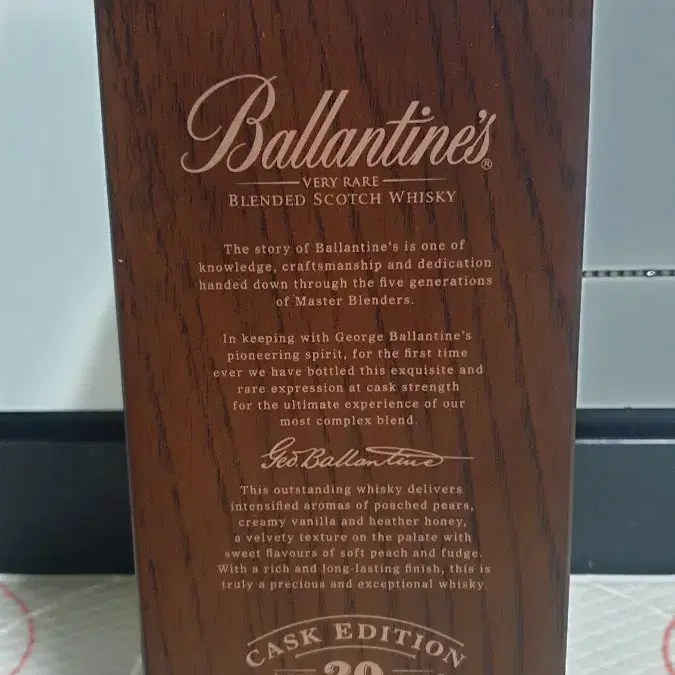 Ballantine's®
VERY RARE
BLENDED SCOTCH WHISKY
The story of Ballantine's is one of
knowledge, craftsmanship and dedication
handed down through the five generations
of Master Blenders.
In keeping with George Ballantine's
pioneering spirit, for the first time
ever we have bottled this exquisite and
rare expression at cask strength
for the ultimate experience of our
most complex blend.
Geo. Ballantine
This outstanding whisky delivers
intensified aromas of poached pears,
creamy vanilla and heather honey,
a velvety texture on the palate with
sweet flavours of soft peach and fudge.
With a rich and long-lasting finish, this is
truly a precious and exceptional whisky.
CASK EDITION